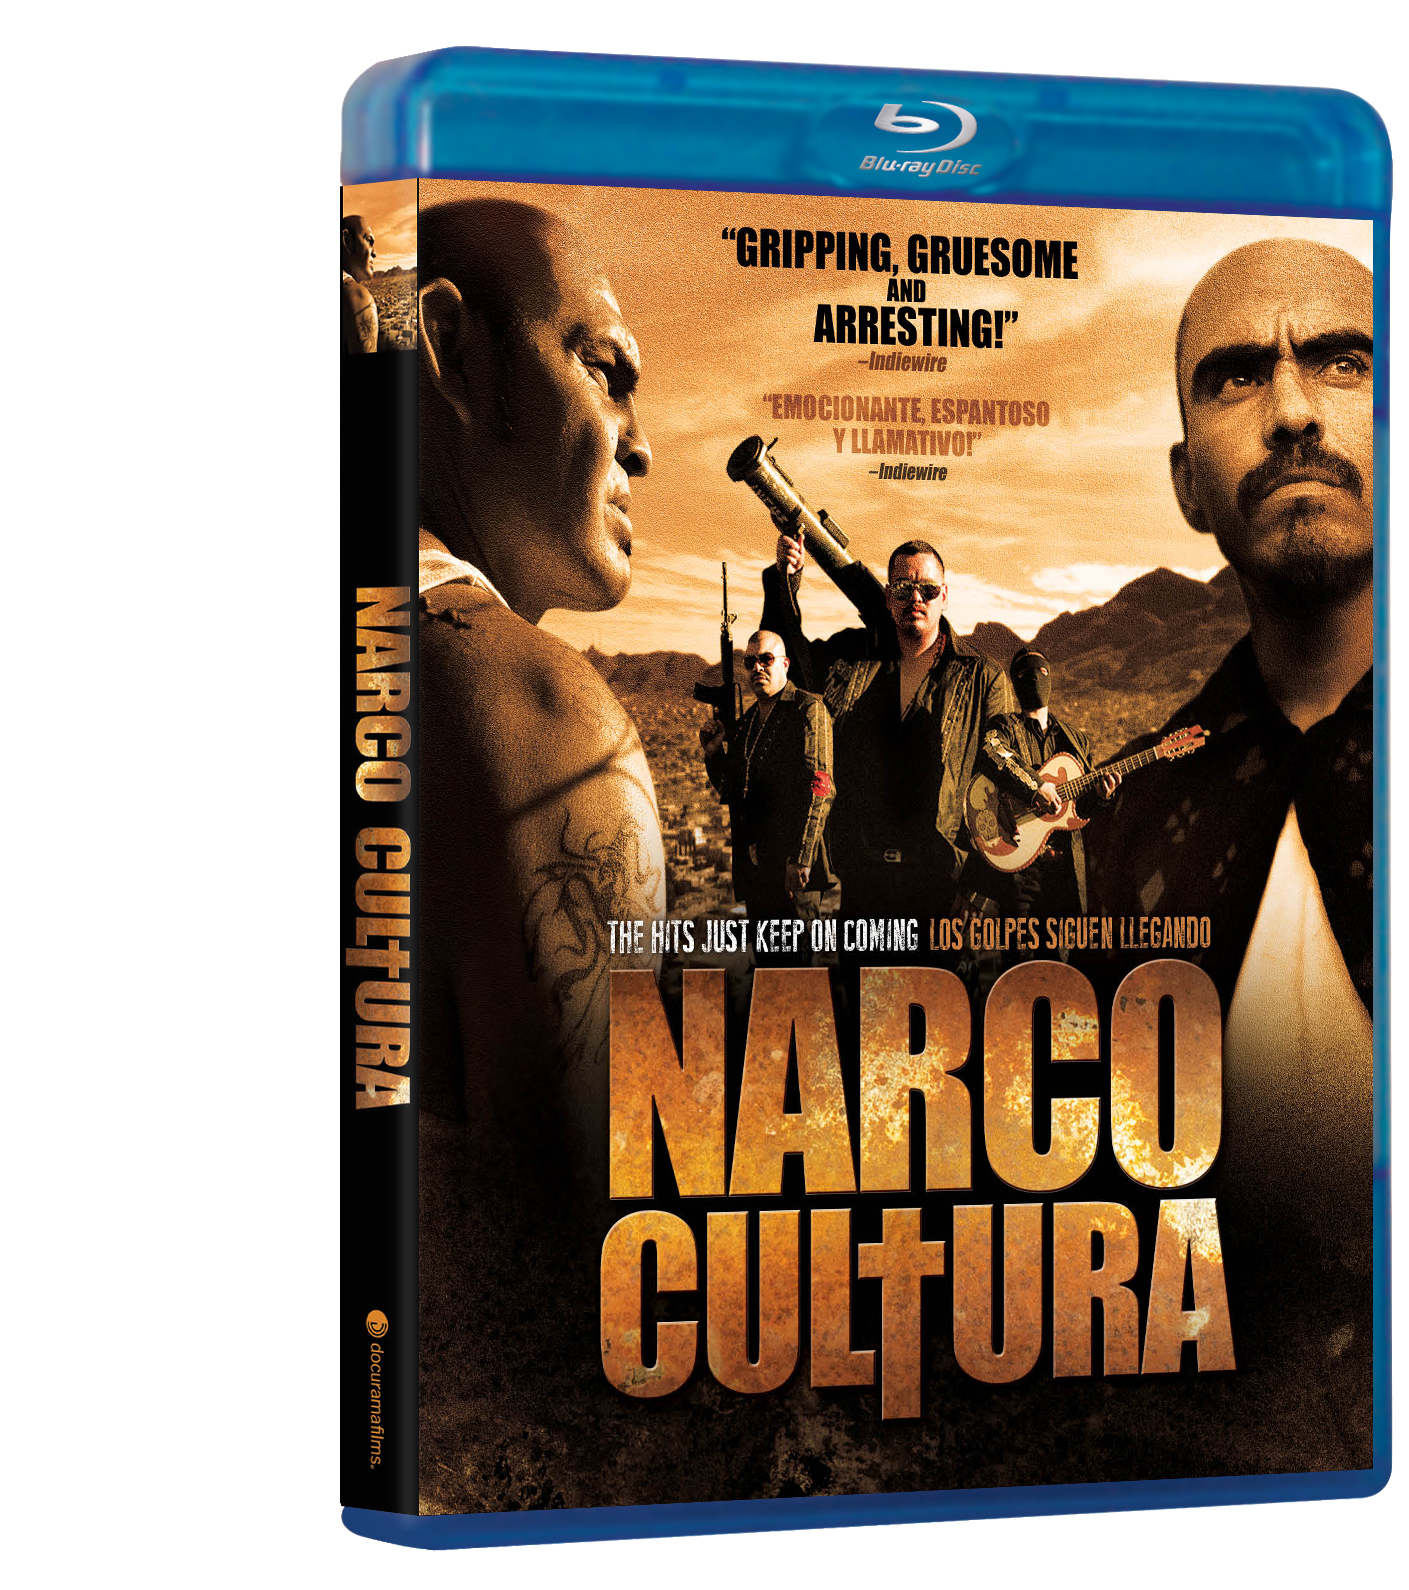 Blu-ray Disc
“GRIPPING, GRUESOME
AND
ARRESTING!”
–Indiewire
“EMOCIONANTE, ESPANTOSO
Y LLAMATIVO!”
–Indiewire
THE HITS JUST KEEP ON COMING LOS GOLPES SIGUEN LLEGANDO
NARCO
CULTURA
NARCO CULTURA
docuramafilms®